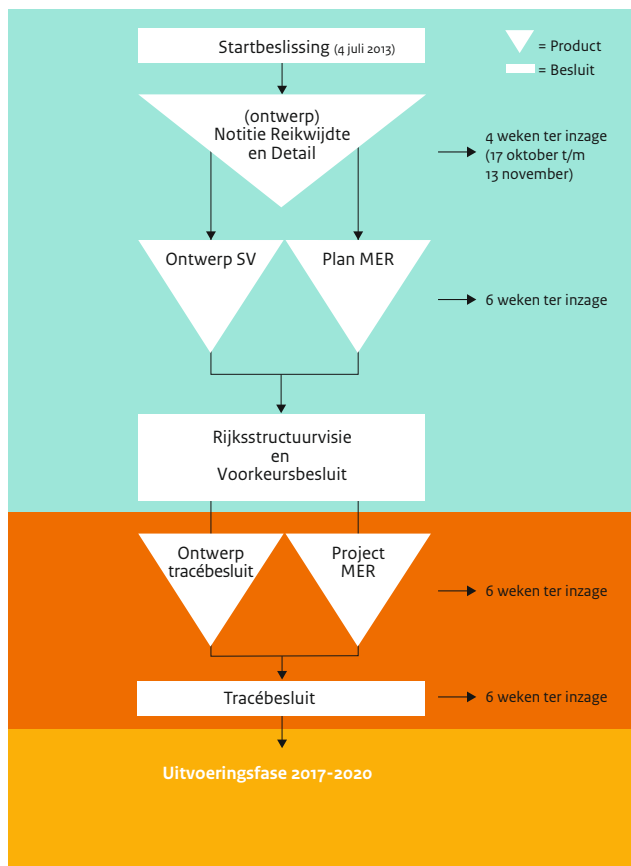 Startbeslissing (4 juli 2013)
= Product
= Besluit
(ontwerp)
Notitie Reikwijdte
en Detail
4 weken ter inzage
(17 oktober t/m
13 november)
Ontwerp SV
Plan MER
6 weken ter inzage
Rijksstructuurvisie
en
Voorkeursbesluit
Ontwerp
tracébesluit
Project
MER
6 weken ter inzage
Tracébesluit
6 weken ter inzage
Uitvoeringsfase 2017-2020